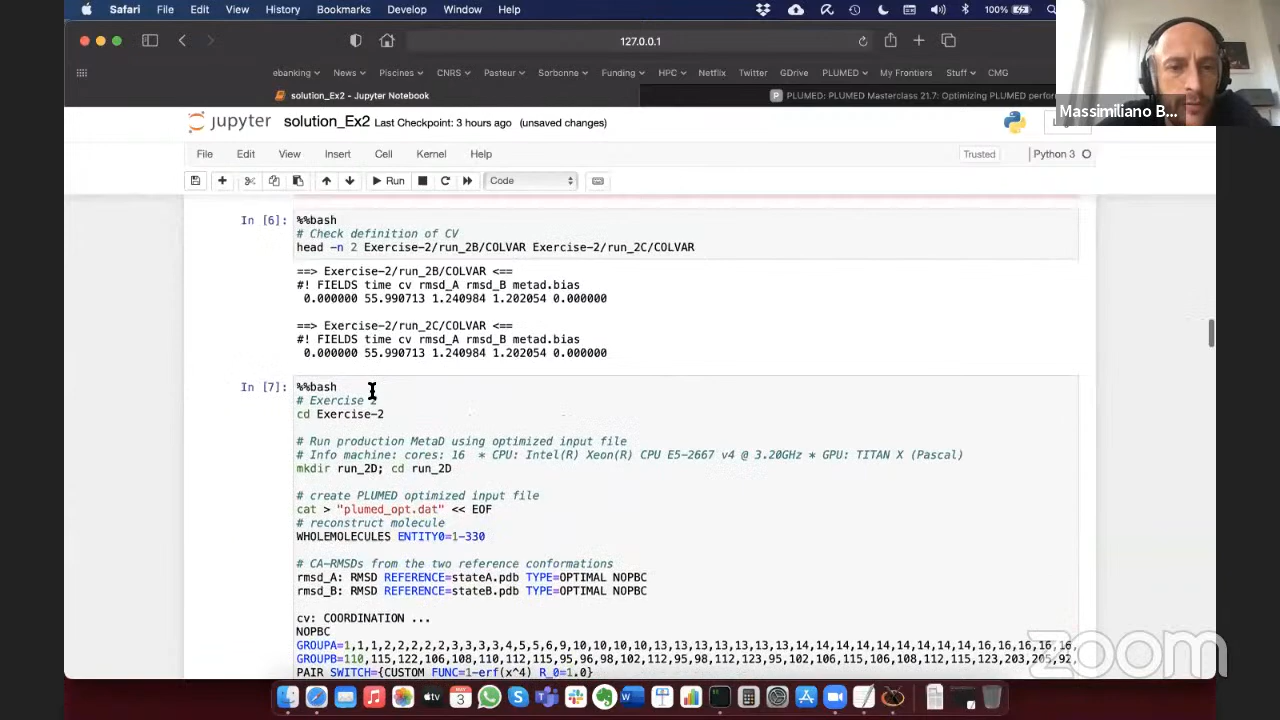 Safari File Edit View History Bookmarks Develop Window Help 100%
127.0.0.1
ebanking News Piscines CNRS Pasteur Sorbonne Funding HPC Netflix Twitter GDrive PLUMED My Frontiers Stuff CMG
solution_Ex2 - Jupyter Notebook PLUMED: PLUMED Masterclass 21.7: Optimizing PLUMED perfor
Massimiliano B...
jupyter solution_Ex2 Last Checkpoint: 3 hours ago (unsaved changes)
File Edit View Insert Cell Kernel Help Trusted Python 3
Run Code
In [6]: %%bash
# Check definition of CV
head -n 2 Exercise-2/run_2B/COLVAR Exercise-2/run_2C/COLVAR
==> Exercise-2/run_2B/COLVAR <==
#! FIELDS time cv rmsd_A rmsd_B metad.bias
0.000000 55.990713 1.240984 1.202054 0.000000
==> Exercise-2/run_2C/COLVAR <==
#! FIELDS time cv rmsd_A rmsd_B metad.bias
0.000000 55.990713 1.240984 1.202054 0.000000
In [7]: %%bash
# Exercise 2
cd Exercise-2
# Run production MetaD using optimized input file
# Info machine: cores: 16 * CPU: Intel(R) Xeon(R) CPU E5-2667 v4 @ 3.20GHz * GPU: TITAN X (Pascal)
mkdir run_2D; cd run_2D
# create PLUMED optimized input file
cat > "plumed_opt.dat" << EOF
# reconstruct molecule
WHOLEMOLECULES ENTITY0=1-330
# CA-RMSDs from the two reference conformations
rmsd_A: RMSD REFERENCE=stateA.pdb TYPE=OPTIMAL NOPBC
rmsd_B: RMSD REFERENCE=stateB.pdb TYPE=OPTIMAL NOPBC
cv: COORDINATION ...
NOPBC
GROUPA=1,1,1,2,2,2,2,2,3,3,3,3,4,5,5,6,9,10,10,10,10,13,13,13,13,13,13,13,14,14,14,14,14,14,14,14,16,16,16,16,
GROUPB=110,115,122,106,108,110,112,115,95,96,98,102,112,95,98,112,123,95,102,106,115,106,108,112,115,123,203,205,92,
PAIR SWITCH={CUSTOM FUNC=1-erf(x^4) R_0=1.0}
zoom